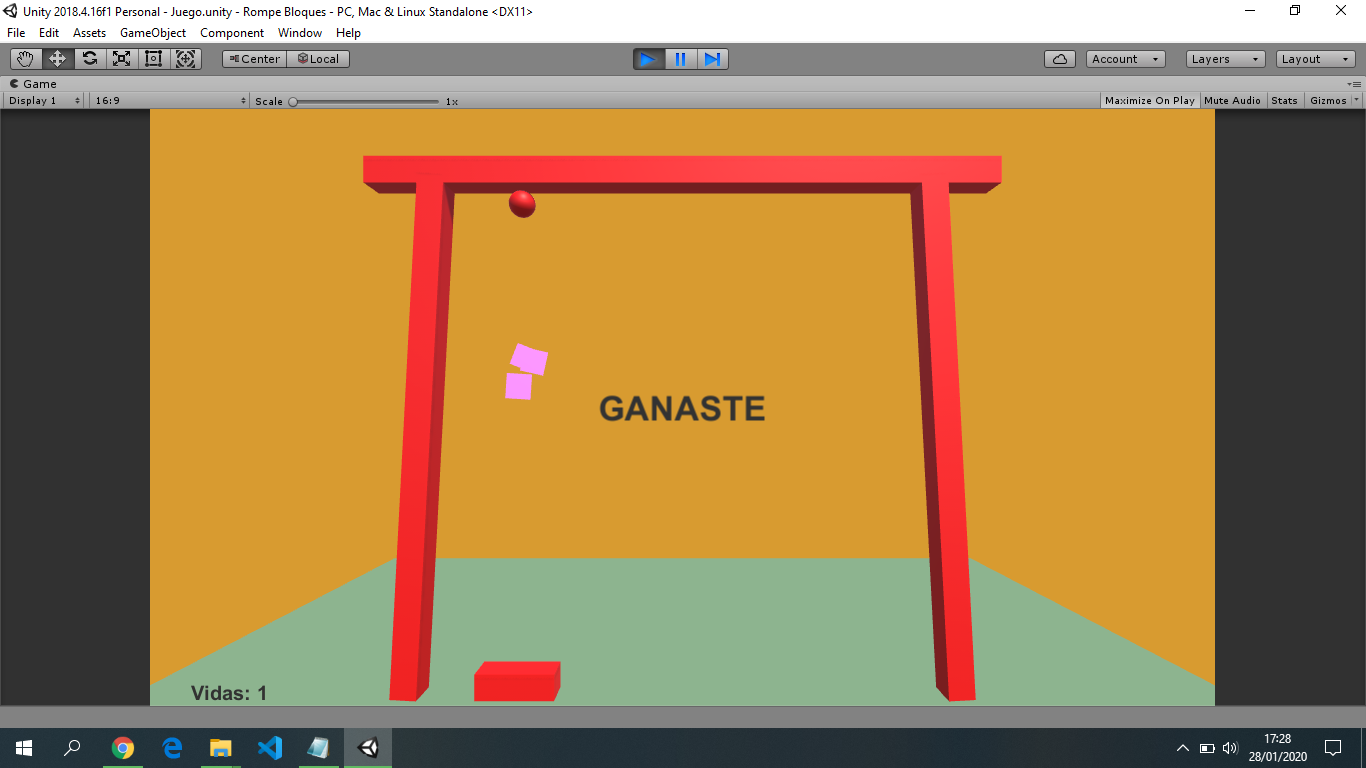 Unity 2018.4.16f1 Personal - Juego.unity - Rompe Bloques - PC, Mac & Linux Standalone <DX11>
File Edit Assets GameObject Component Window Help
Center Local Account Layers Layout
Game
Display 1 16:9 Scale 1x Maximize On Play Mute Audio Stats Gizmos
GANASTE
Vidas: 1
17:28
28/01/2020